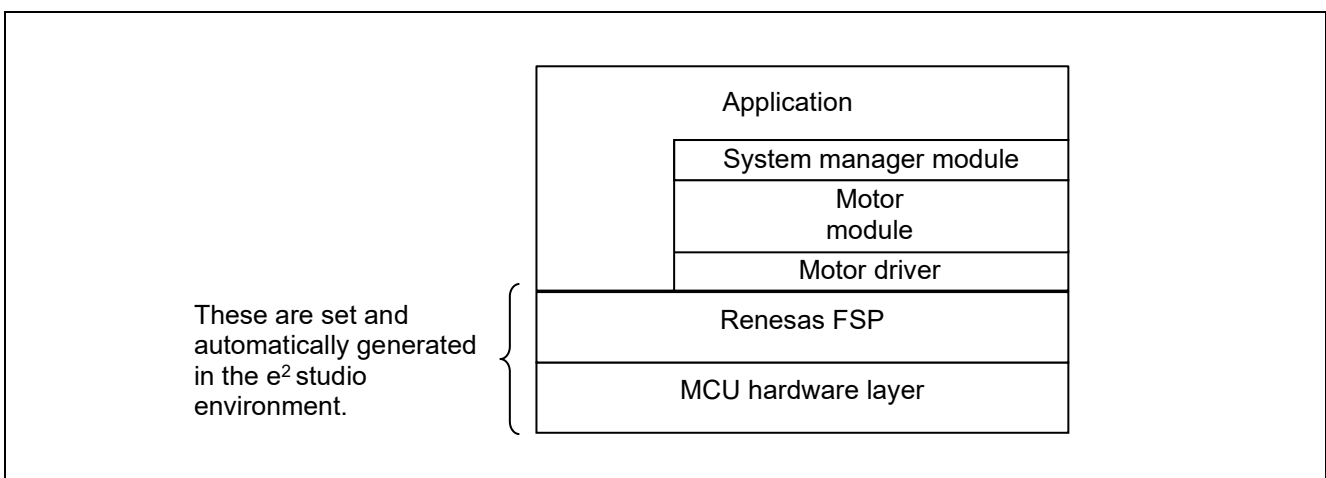 Application
System manager module
Motor
module
Motor driver
These are set and
automatically generated
in the e² studio
environment.
Renesas FSP
MCU hardware layer